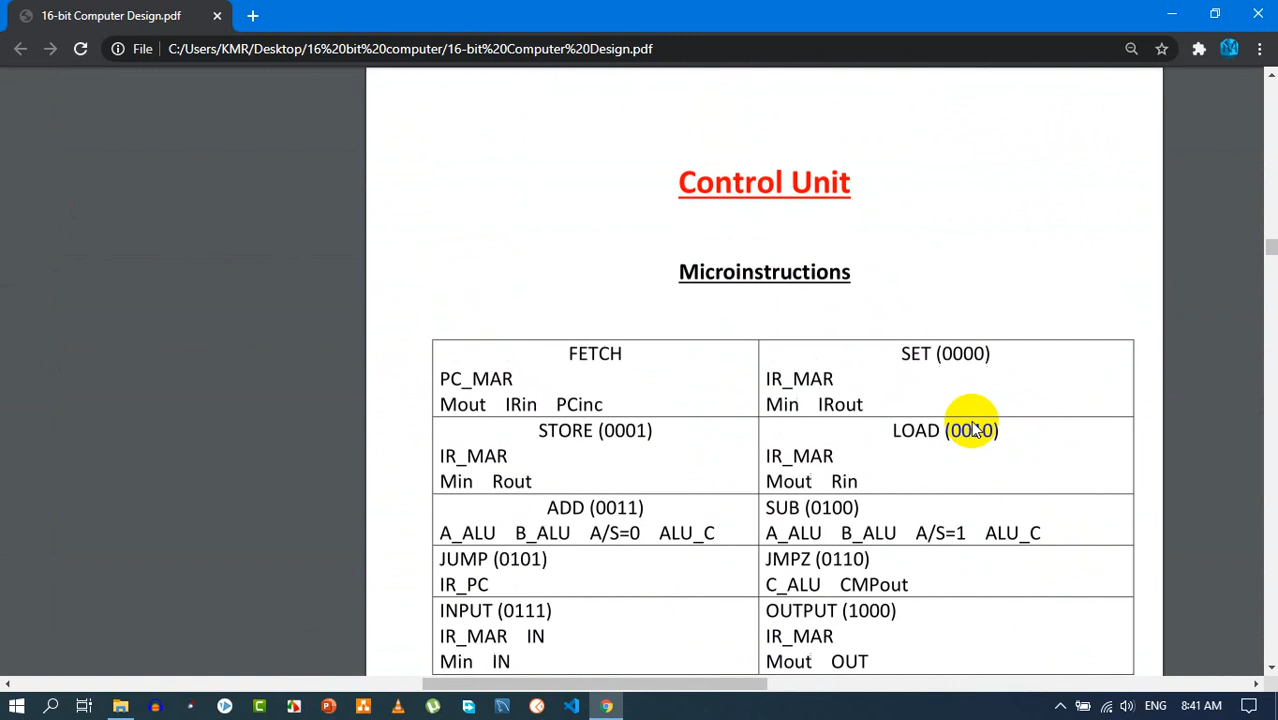 16-bit Computer Design.pdf
File C:/Users/KMR/Desktop/16%20bit%20computer/16-bit%20Computer%20Design.pdf
Control Unit
Microinstructions
FETCH
PC_MAR
Mout IRin PCinc
SET (0000)
IR_MAR
Min IRout
STORE (0001)
IR_MAR
Min Rout
LOAD (0010)
IR_MAR
Mout Rin
ADD (0011)
A_ALU B_ALU A/S=0 ALU_C
SUB (0100)
A_ALU B_ALU A/S=1 ALU_C
JUMP (0101)
IR_PC
JMPZ (0110)
C_ALU CMPout
INPUT (0111)
IR_MAR IN
Min IN
OUTPUT (1000)
IR_MAR
Mout OUT
ENG 8:41 AM